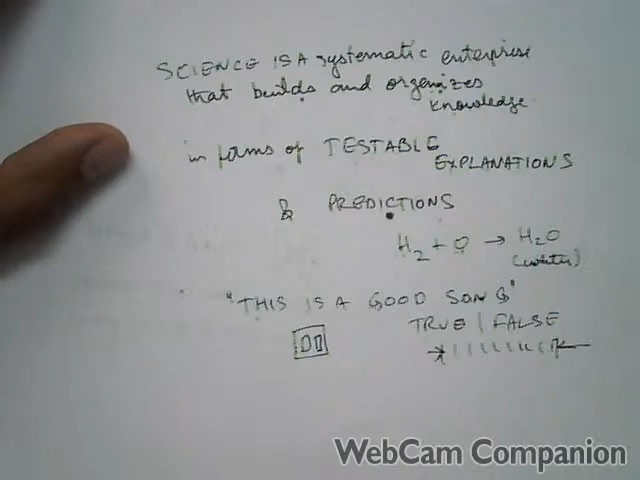 SCIENCE IS A systematic enterprise
that builds and organizes
knowledge
in forms of TESTABLE
EXPLANATIONS
& PREDICTIONS
H2 + O → H2O
(water)
"THIS IS A GOOD SONG"
TRUE | FALSE
WebCam Companion